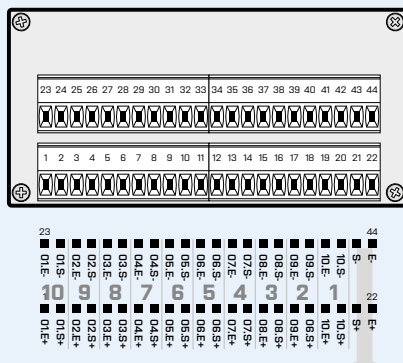 23 24 25 26 27 28 29 30 31 32 33 34 35 36 37 38 39 40 41 42 43 44
1 2 3 4 5 6 7 8 9 10 11 12 13 14 15 16 17 18 19 20 21 22
23 44
01.E- 01.S- 02.E- 02.S- 03.E- 03.S- 04.E- 04.S- 05.E- 05.S- 06.E- 06.S- 07.E- 07.S- 08.E- 08.S- 09.E- 09.S- 10.E- 10.S- S- E-
10 9 8 7 6 5 4 3 2 1
22
01.E+ 01.S+ 02.E+ 02.S+ 03.E+ 03.S+ 04.E+ 04.S+ 05.E+ 05.S+ 06.E+ 06.S+ 07.E+ 07.S+ 08.E+ 08.S+ 09.E+ 09.S+ 10.E+ 10.S+ S+ E+